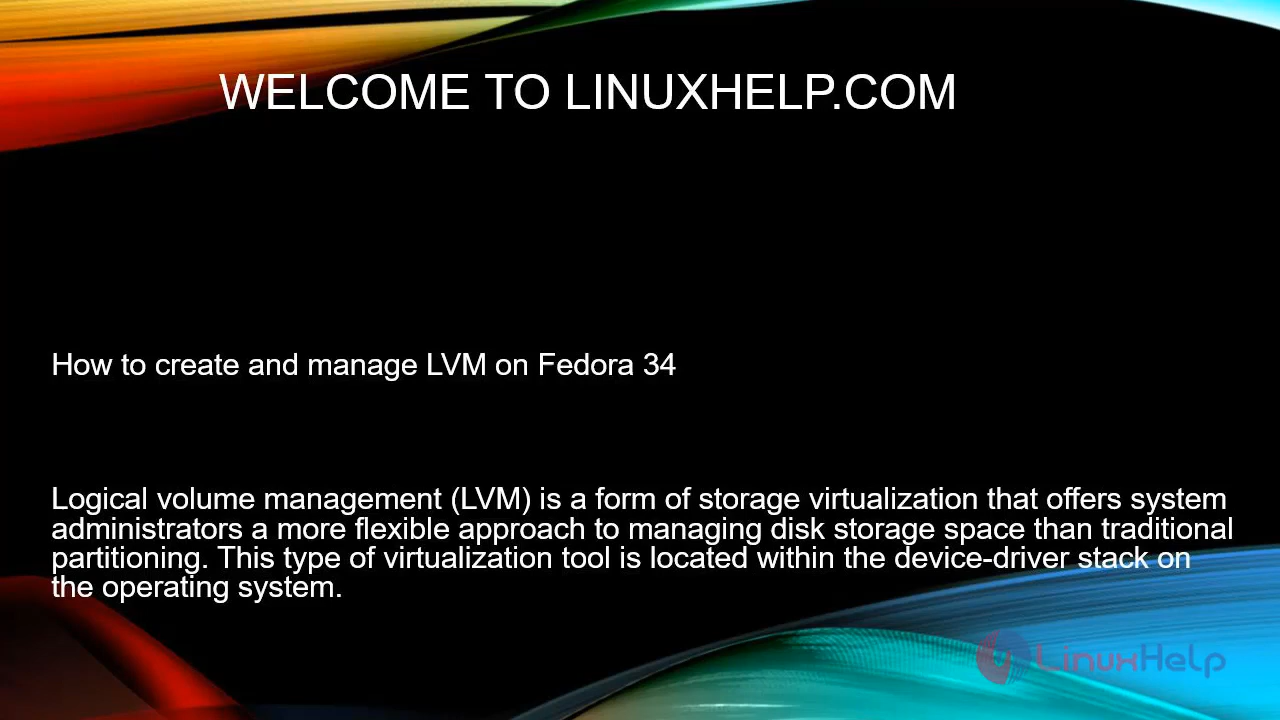 WELCOME TO LINUXHELP.COM
How to create and manage LVM on Fedora 34
Logical volume management (LVM) is a form of storage virtualization that offers system
administrators a more flexible approach to managing disk storage space than traditional
partitioning. This type of virtualization tool is located within the device-driver stack on
the operating system.
LinuxHelp